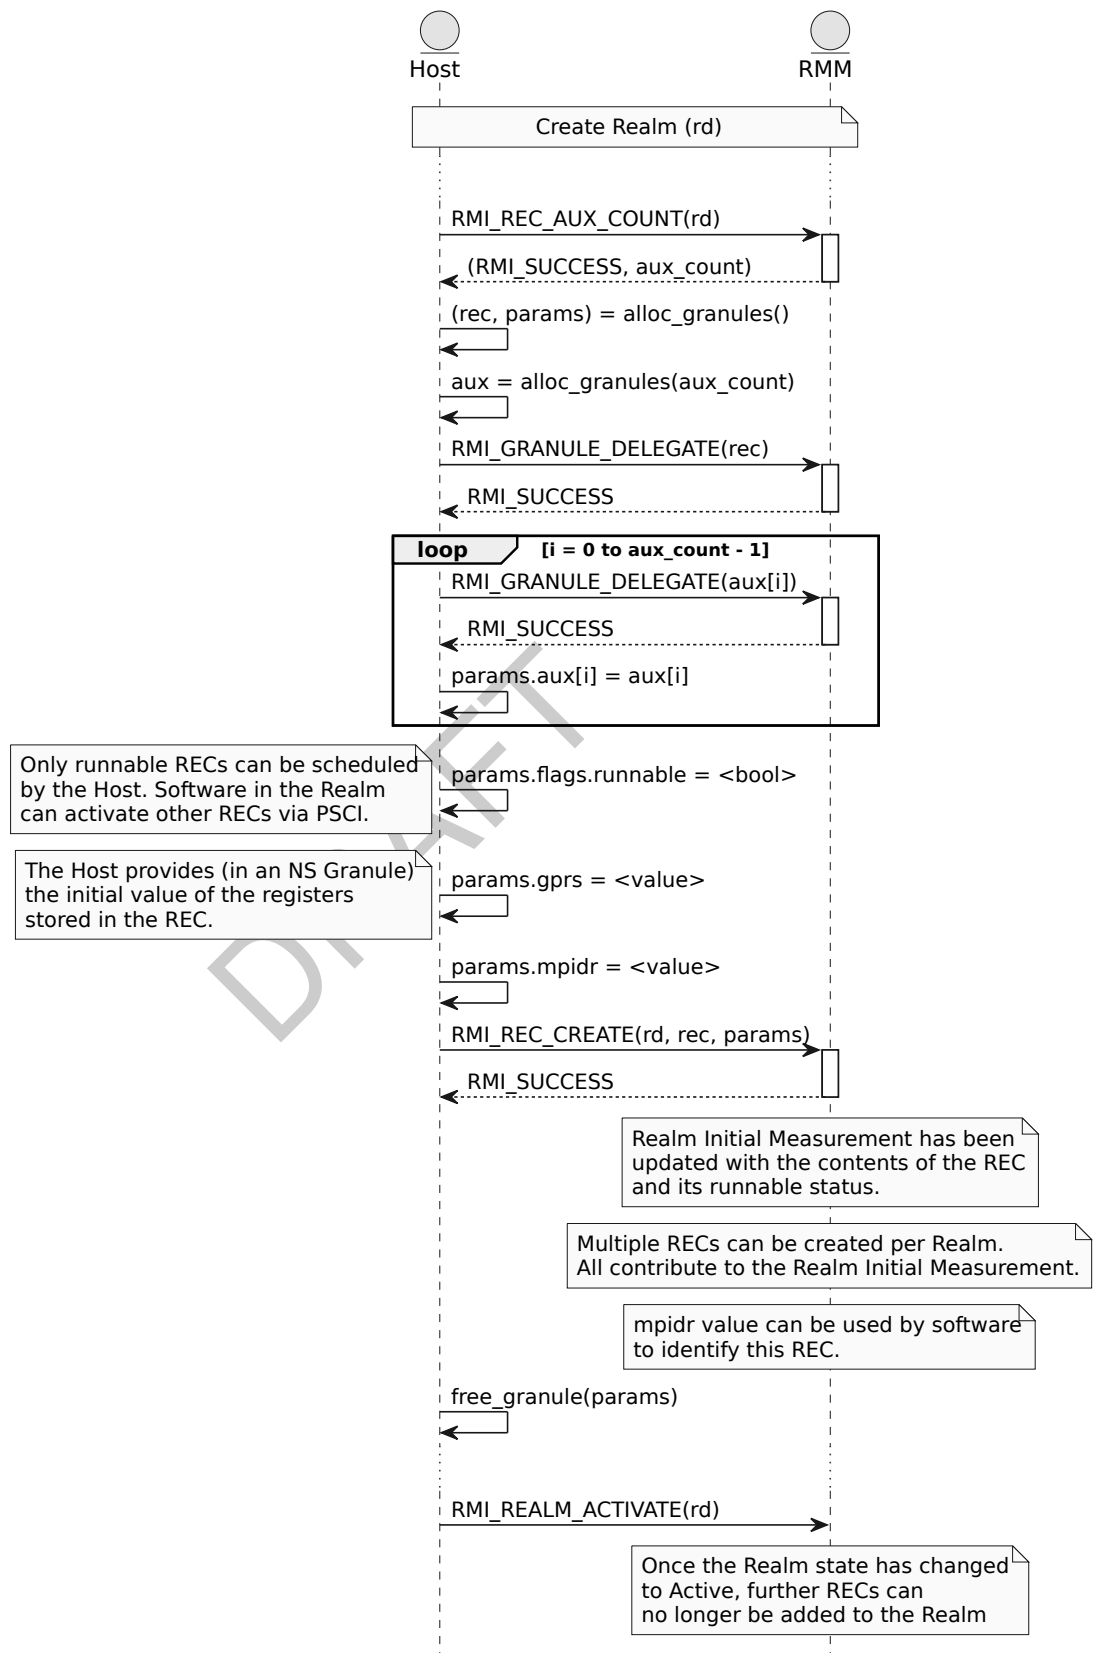 Host
RMM
Create Realm (rd)
RMI_REC_AUX_COUNT(rd)
(RMI_SUCCESS, aux_count)
(rec, params) = alloc_granules()
aux = alloc_granules(aux_count)
RMI_GRANULE_DELEGATE(rec)
RMI_SUCCESS
loop
[i = 0 to aux_count - 1]
RMI_GRANULE_DELEGATE(aux[i])
RMI_SUCCESS
params.aux[i] = aux[i]
Only runnable RECs can be scheduled
by the Host. Software in the Realm
can activate other RECs via PSCI.
params.flags.runnable = <bool>
The Host provides (in an NS Granule)
the initial value of the registers
stored in the REC.
params.gprs = <value>
params.mpidr = <value>
RMI_REC_CREATE(rd, rec, params)
RMI_SUCCESS
Realm Initial Measurement has been
updated with the contents of the REC
and its runnable status.
Multiple RECs can be created per Realm.
All contribute to the Realm Initial Measurement.
mpidr value can be used by software
to identify this REC.
free_granule(params)
RMI_REALM_ACTIVATE(rd)
Once the Realm state has changed
to Active, further RECs can
no longer be added to the Realm
DRAFT